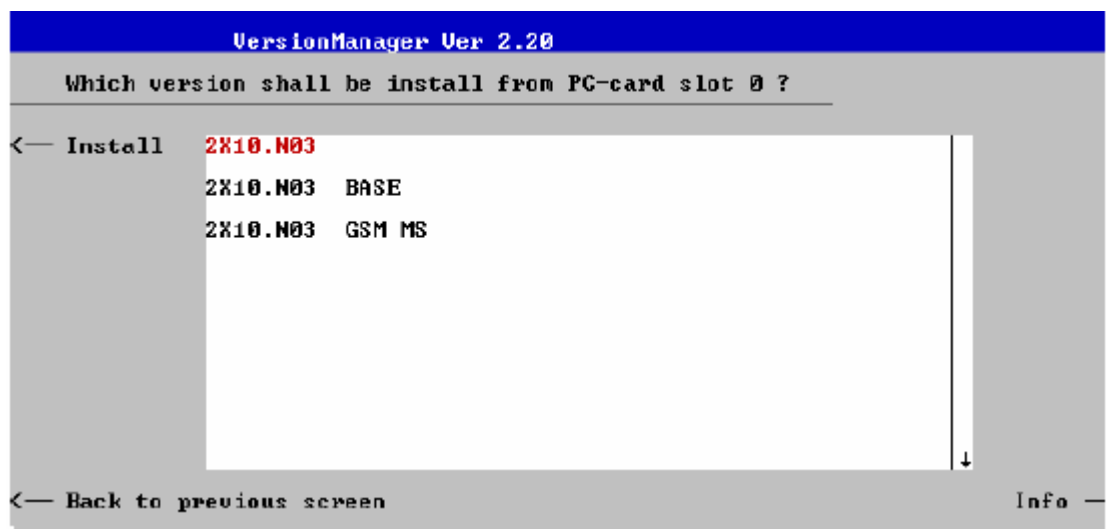 VersionManager Ver 2.20
Which version shall be install from PC-card slot 0 ?
<— Install 2X10.N03
2X10.N03 BASE
2X10.N03 GSM MS
↓
<— Back to previous screen Info —